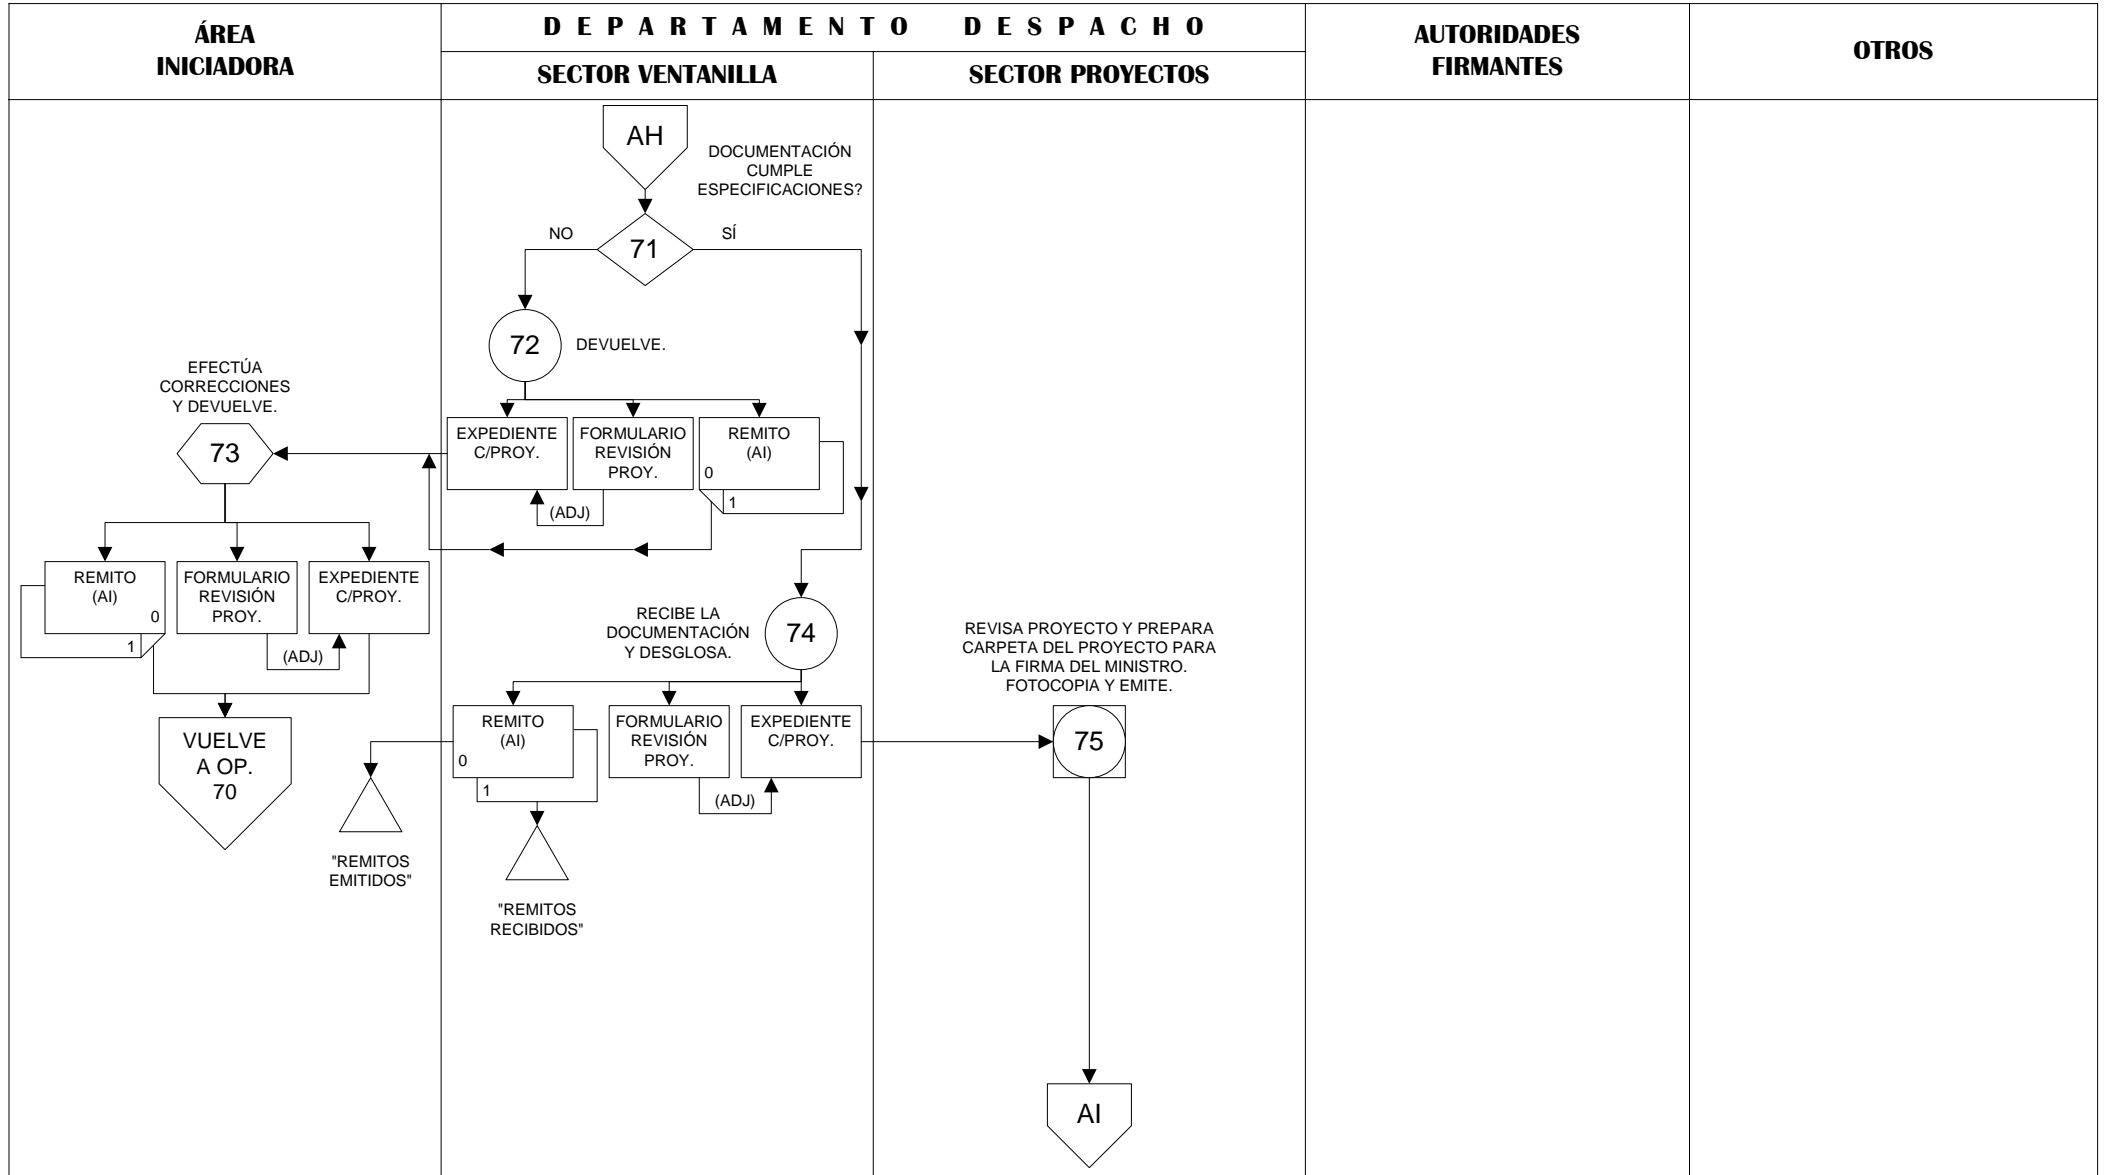 ÁREA
INICIADORA
DEPARTAMENTO DESPACHO
SECTOR VENTANILLA
SECTOR PROYECTOS
AUTORIDADES
FIRMANTES
OTROS
AH
DOCUMENTACIÓN
CUMPLE
ESPECIFICACIONES?
NO
71
SÍ
72
DEVUELVE.
EFECTÚA
CORRECCIONES
Y DEVUELVE.
73
EXPEDIENTE
C/PROY.
FORMULARIO
REVISIÓN
PROY.
REMITO
(AI)
0
1
(ADJ)
REMITO
(AI)
0
1
FORMULARIO
REVISIÓN
PROY.
EXPEDIENTE
C/PROY.
(ADJ)
VUELVE
A OP.
70
RECIBE LA
DOCUMENTACIÓN
Y DESGLOSA.
74
REMITO
(AI)
0
1
FORMULARIO
REVISIÓN
PROY.
EXPEDIENTE
C/PROY.
(ADJ)
"REMITOS
EMITIDOS"
"REMITOS
RECIBIDOS"
REVISA PROYECTO Y PREPARA
CARPETA DEL PROYECTO PARA
LA FIRMA DEL MINISTRO.
FOTOCOPIA Y EMITE.
75
AI